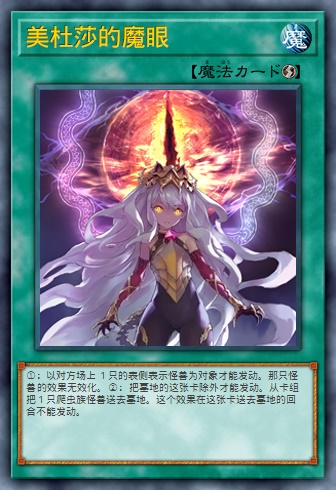 美杜莎的魔眼
魔
【魔法カード】
①：以对方场上１只的表侧表示怪兽为对象才能发动。那只怪
兽的效果无效化。②：把墓地的这张卡除外才能发动。从卡组
把１只爬虫族怪兽送去墓地。这个效果在这张卡送去墓地的回
合不能发动。